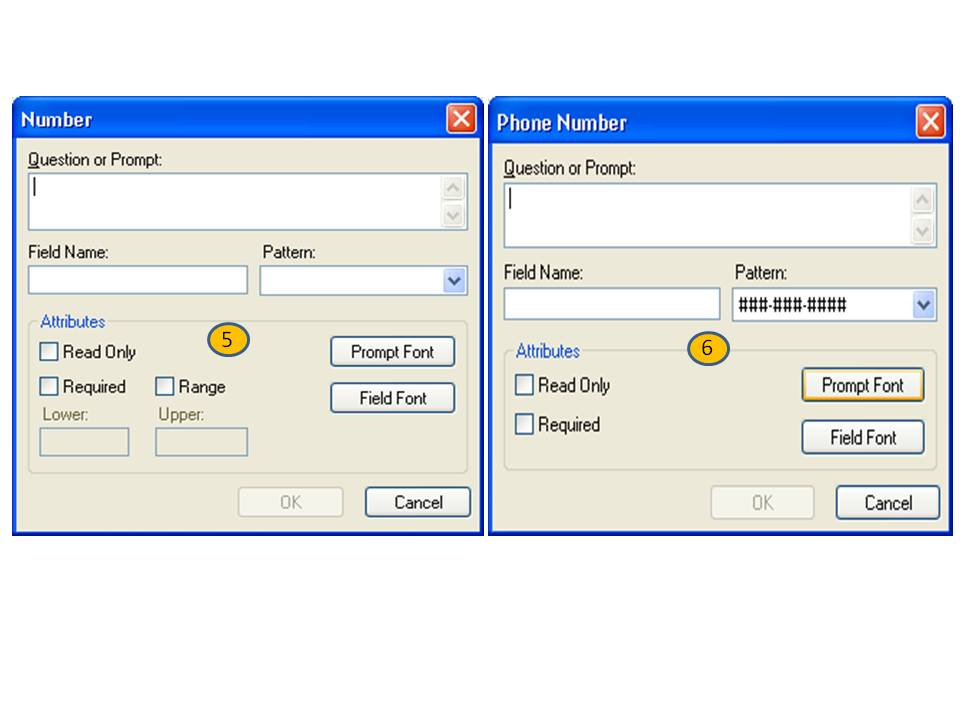 Number
Question or Prompt:
Field Name: Pattern:
Attributes
5
Read Only
Prompt Font
Required Range
Field Font
Lower: Upper:
OK Cancel
Phone Number
Question or Prompt:
Field Name: Pattern:
###-###-####
Attributes
6
Read Only
Prompt Font
Required
Field Font
OK Cancel